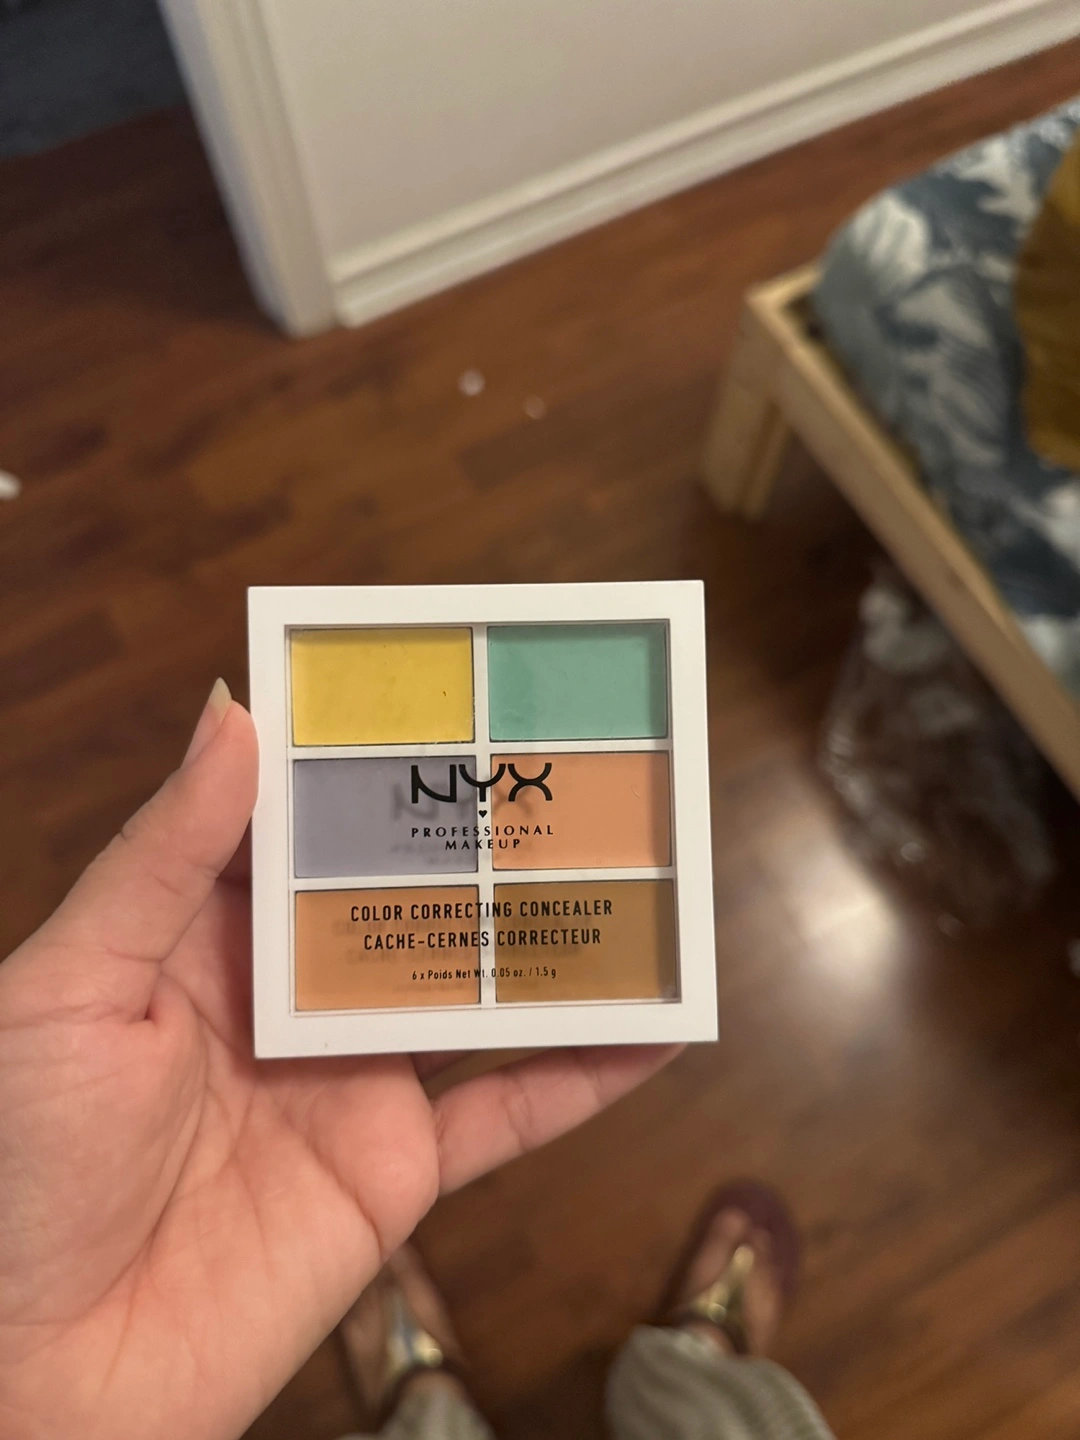 NYX
PROFESSIONAL
MAKEUP
COLOR CORRECTING CONCEALER
CACHE-CERNES CORRECTEUR
6 x Poids Net Wt. 0.05 oz. / 1.5 g